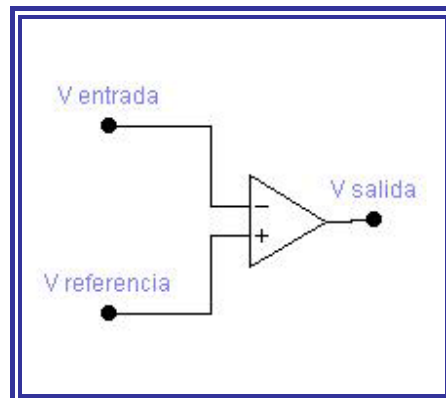 V entrada
V salida
−
+
V referencia